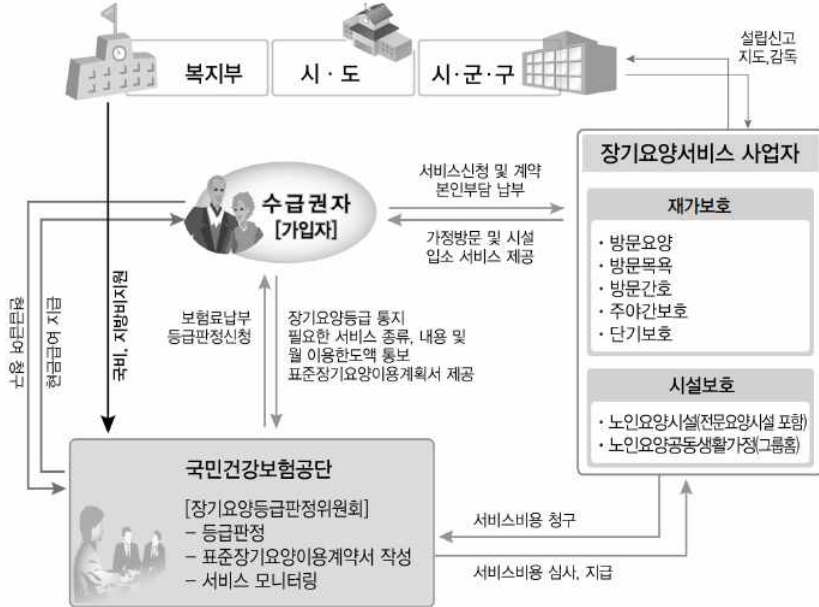 복지부
시 · 도
시 · 군 · 구
설립신고
지도,감독
장기요양서비스 사업자
재가보호
· 방문요양
· 방문목욕
· 방문간호
· 주야간보호
· 단기보호
시설보호
· 노인요양시설(전문요양시설 포함)
· 노인요양공동생활가정(그룹홈)
수급권자
[가입자]
서비스신청 및 계약
본인부담 납부
가정방문 및 시설
입소 서비스 제공
현금급여 청구
현금급여 지급
국비, 지방비지원
보험료납부
등급판정신청
장기요양등급 통지
필요한 서비스 종류, 내용 및
월 이용한도액 통보
표준장기요양이용계획서 제공
국민건강보험공단
[장기요양등급판정위원회]
– 등급판정
– 표준장기요양이용계약서 작성
– 서비스 모니터링
서비스비용 청구
서비스비용 심사, 지급